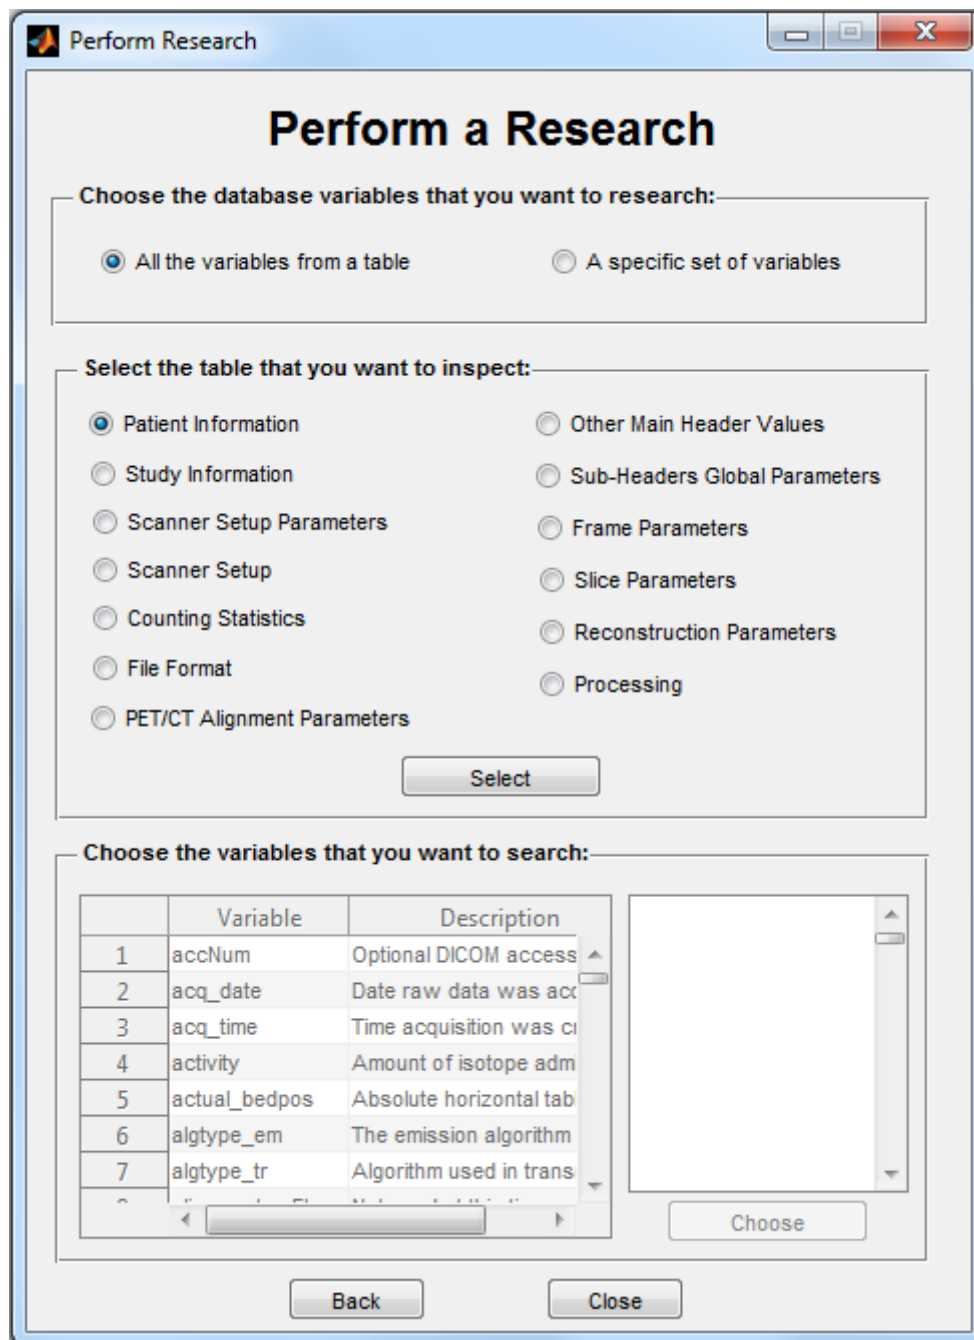 Perform Research
Perform a Research
Choose the database variables that you want to research:
All the variables from a table
A specific set of variables
Select the table that you want to inspect:
Patient Information
Other Main Header Values
Study Information
Sub-Headers Global Parameters
Scanner Setup Parameters
Frame Parameters
Scanner Setup
Slice Parameters
Counting Statistics
Reconstruction Parameters
File Format
Processing
PET/CT Alignment Parameters
Select
Choose the variables that you want to search:
Variable Description
1 accNum Optional DICOM access
2 acq_date Date raw data was acc
3 acq_time Time acquisition was
4 activity Amount of isotope adm
5 actual_bedpos Absolute horizontal tab
6 algtype_em The emission algorithm
7 algtype_tr Algorithm used in trans
Choose
Back
Close